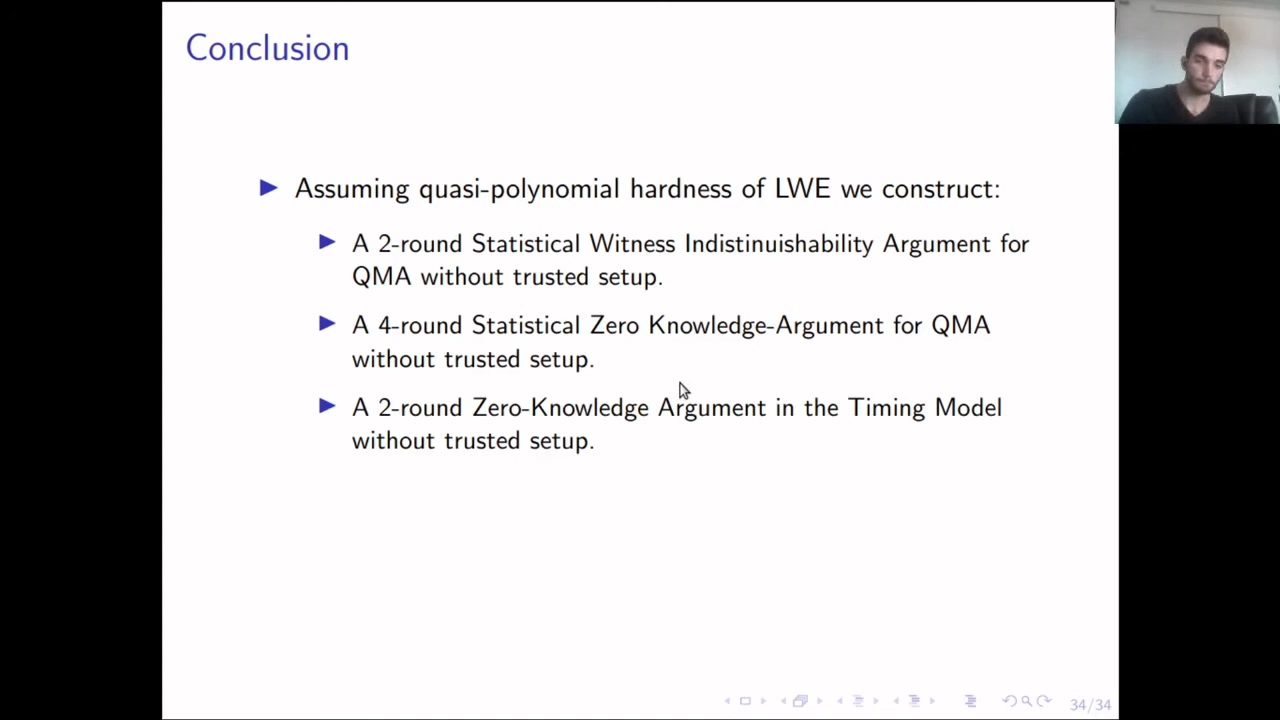 Conclusion
Assuming quasi-polynomial hardness of LWE we construct:
A 2-round Statistical Witness Indistinuishability Argument for
QMA without trusted setup.
A 4-round Statistical Zero Knowledge-Argument for QMA
without trusted setup.
A 2-round Zero-Knowledge Argument in the Timing Model
without trusted setup.
34/34